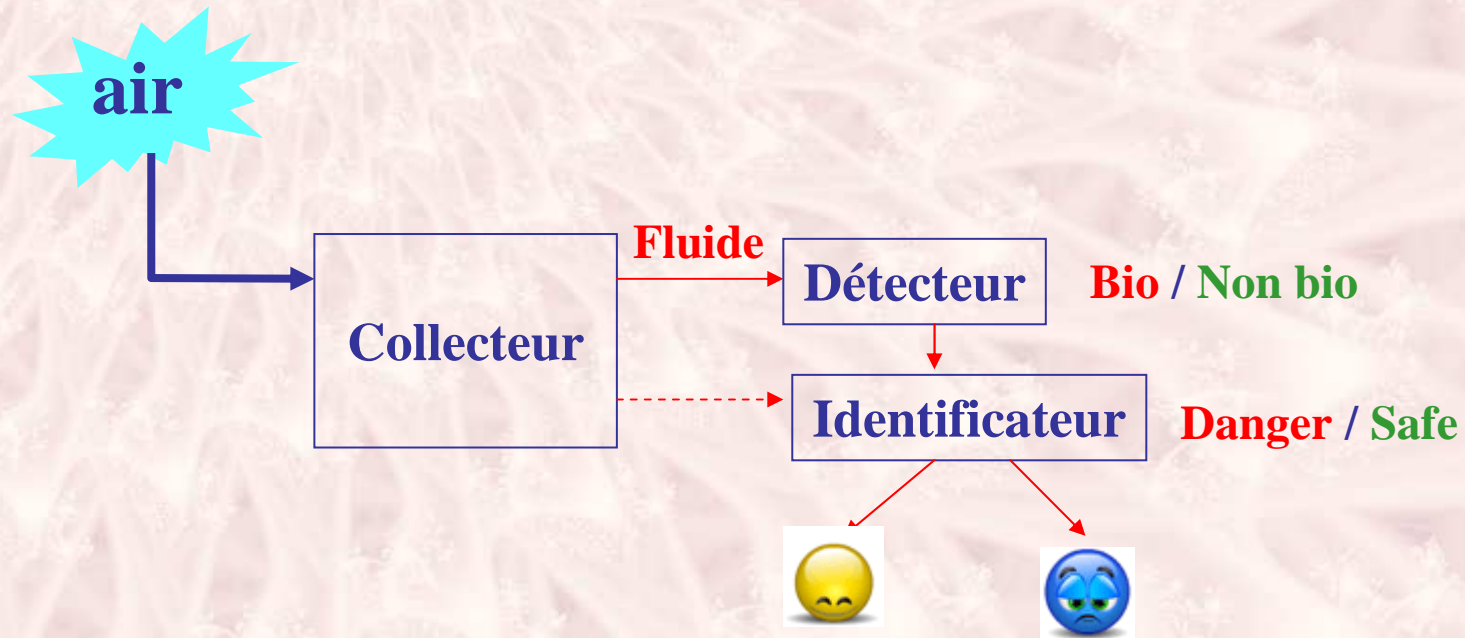 air
Fluide
Détecteur
Bio / Non bio
Collecteur
Identificateur
Danger / Safe